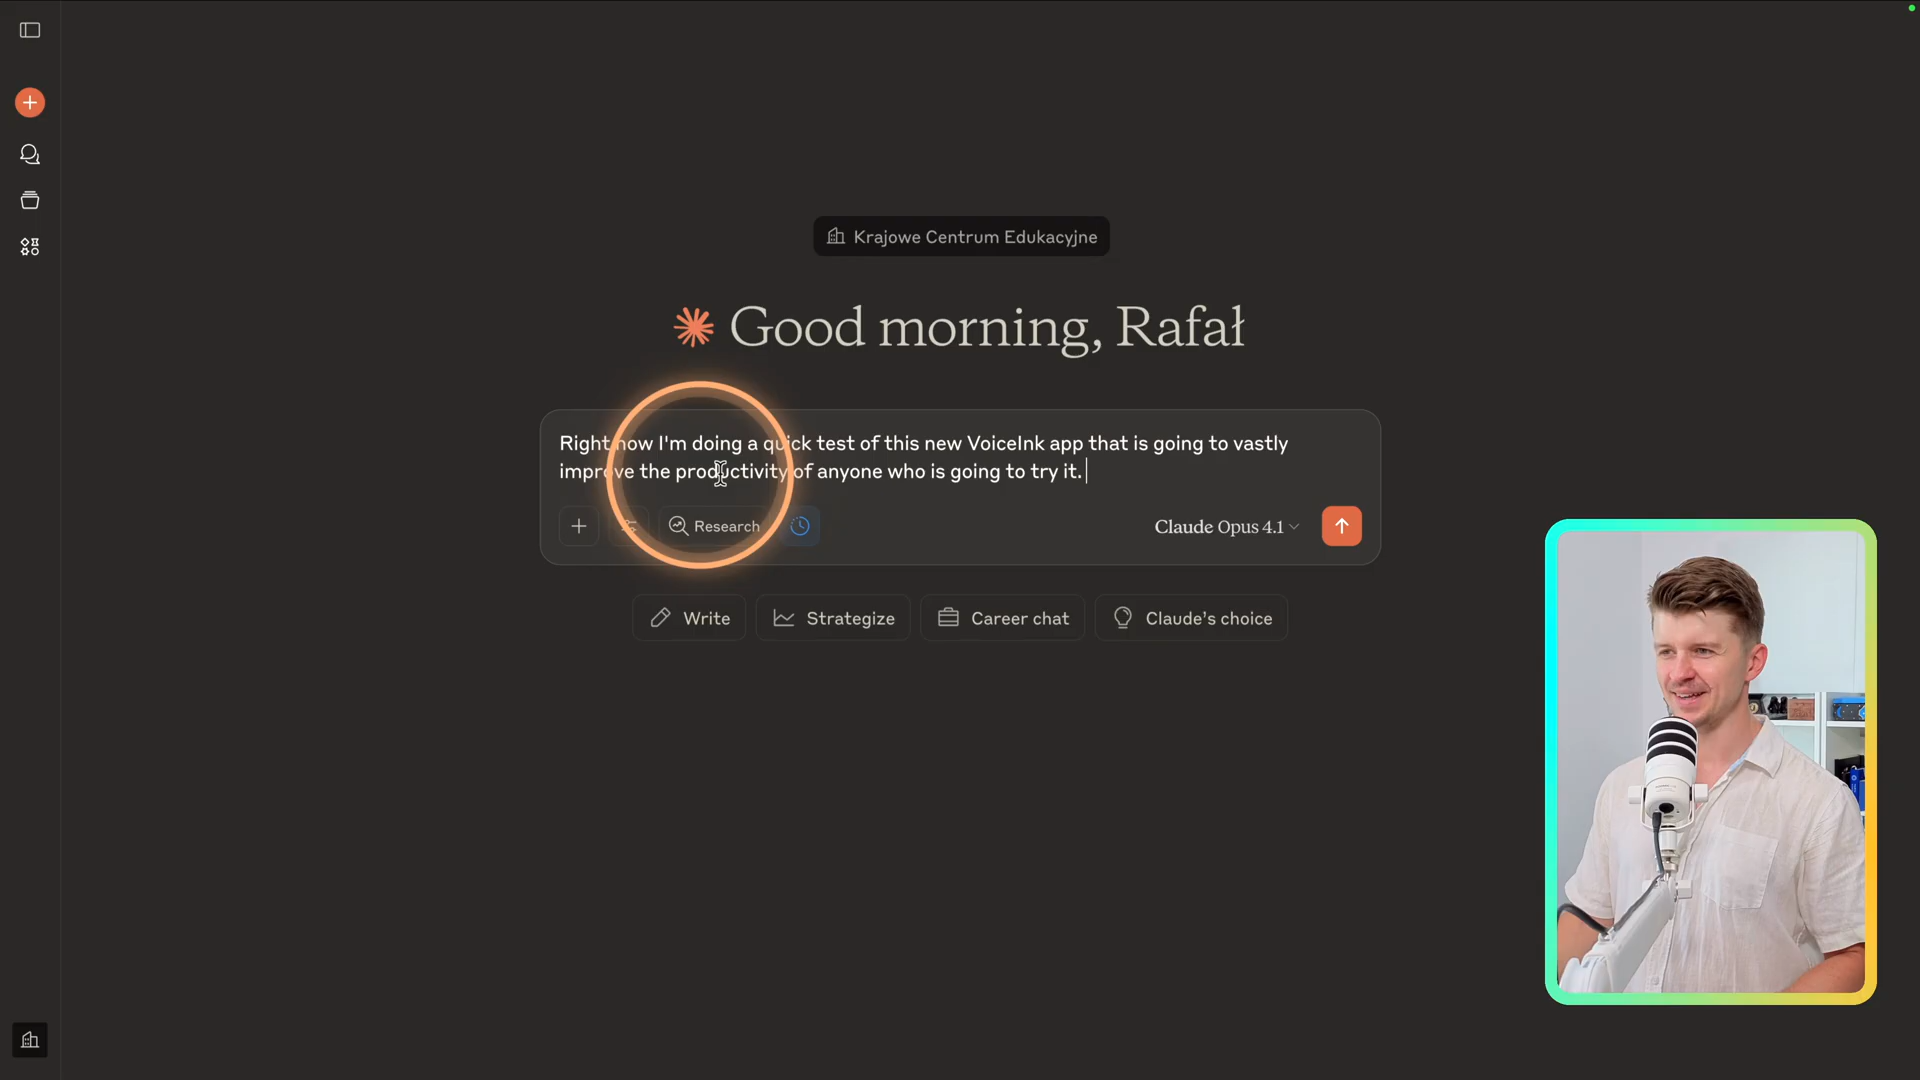 Krajowe Centrum Edukacyjne
Good morning, Rafał
Right now I'm doing a quick test of this new VoiceInk app that is going to vastly
improve the productivity of anyone who is going to try it.
Research
Claude Opus 4.1
Write
Strategize
Career chat
Claude's choice